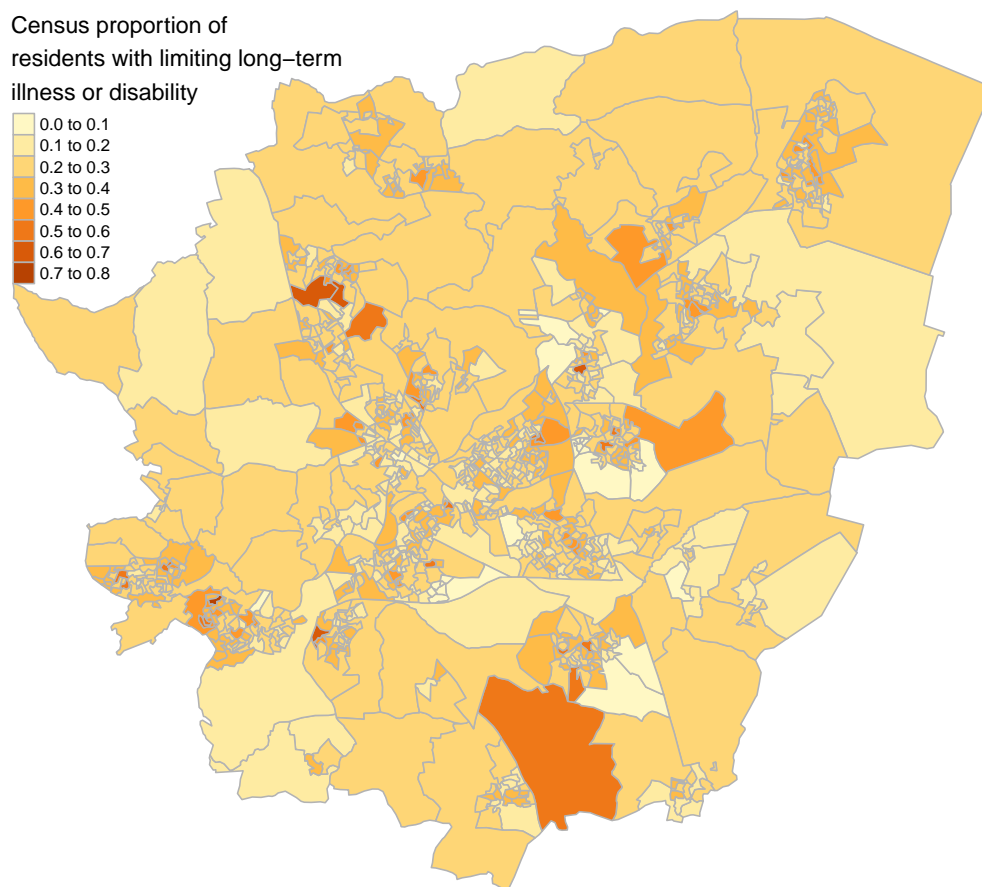 Census proportion of
residents with limiting long−term
illness or disability
0.0 to 0.1
0.1 to 0.2
0.2 to 0.3
0.3 to 0.4
0.4 to 0.5
0.5 to 0.6
0.6 to 0.7
0.7 to 0.8